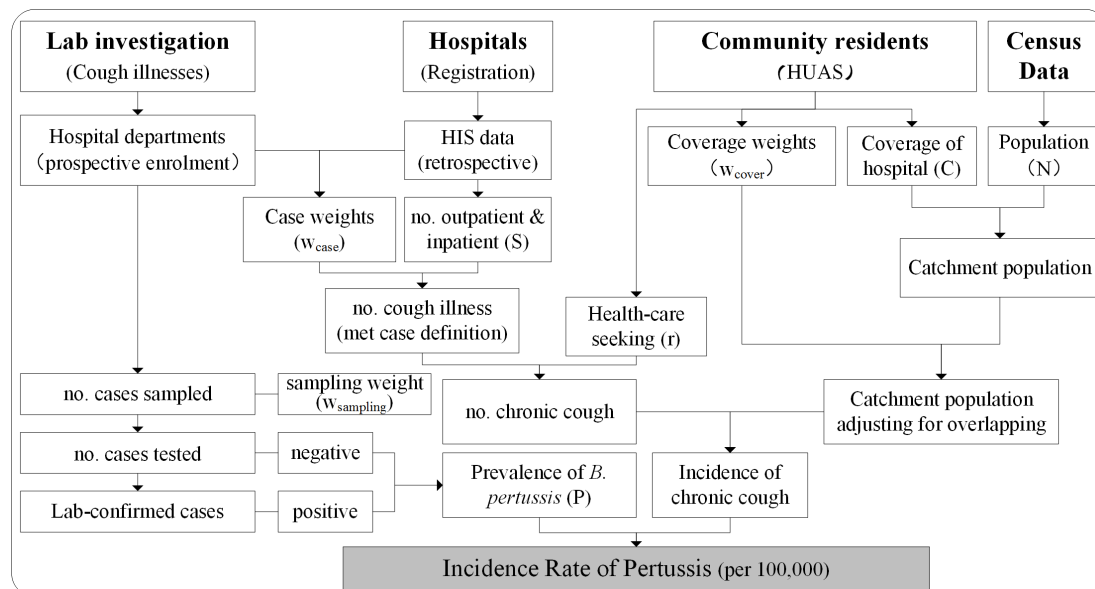 Lab investigation
(Cough illnesses)
Hospitals
(Registration)
Community residents
(HUAS)
Census
Data
Hospital departments
(prospective enrolment)
HIS data
(retrospective)
Coverage weights
(wcover)
Coverage of
hospital (C)
Population
(N)
Case weights
(wcase)
no. outpatient &
inpatient (S)
Catchment population
no. cough illness
(met case definition)
Health-care
seeking (r)
no. cases sampled
sampling weight
(wsampling)
no. chronic cough
Catchment population
adjusting for overlapping
no. cases tested
negative
Prevalence of B.
pertussis (P)
Incidence of
chronic cough
Lab-confirmed cases
positive
Incidence Rate of Pertussis (per 100,000)